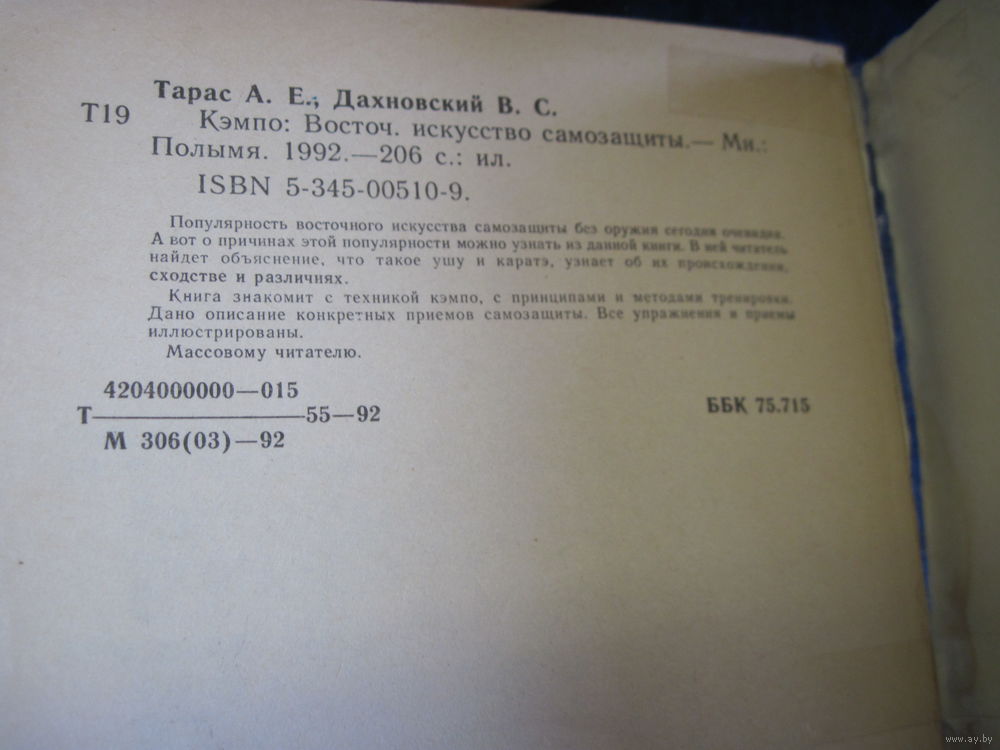 Тарас А. Е., Дахновский В. С.
Т19
Кэмпо: Восточ. искусство самозащиты.— Мн.:
Полымя. 1992.—206 с.: ил.
ISBN 5-345-00510-9.
Популярность восточного искусства самозащиты без оружия сегодня очевидна.
А вот о причинах этой популярности можно узнать из данной книги. В ней читатель
найдет объяснение, что такое ушу и каратэ, узнает об их происхождении,
сходстве и различиях.
Книга знакомит с техникой кэмпо, с принципами и методами тренировки.
Дано описание конкретных приемов самозащиты. Все упражнения и приемы
иллюстрированы.
Массовому читателю.
4204000000—015
Т————55—92
М 306(03)—92
ББК 75.715
www.ay.by